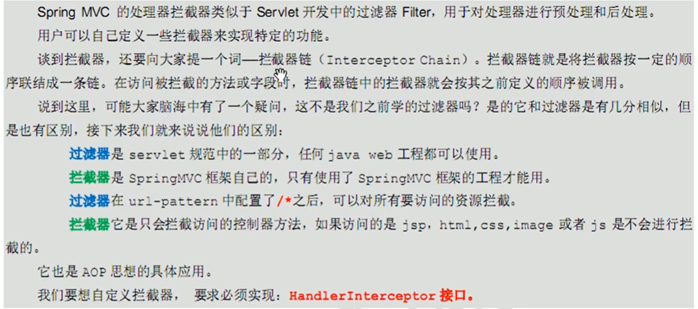 Spring MVC 的处理器拦截器类似于 Servlet 开发中的过滤器 Filter，用于对处理器进行预处理和后处理。
用户可以自己定义一些拦截器来实现特定的功能。
谈到拦截器，还要向大家提一个词——拦截器链（Interceptor Chain）。拦截器链就是将拦截器按一定的顺
序联结成一条链。在访问被拦截的方法或字段时，拦截器链中的拦截器就会按其之前定义的顺序被调用。
说到这里，可能大家脑海中有了一个疑问，这不是我们之前学的过滤器吗？是的它和过滤器是有几分相似，但
是也有区别，接下来我们就来说说他们的区别：
过滤器是 servlet 规范中的一部分，任何 java web 工程都可以使用。
拦截器是 SpringMVC 框架自己的，只有使用了 SpringMVC 框架的工程才能用。
过滤器在 url-pattern 中配置了/*之后，可以对所有要访问的资源拦截。
拦截器它是只会拦截访问的控制器方法，如果访问的是 jsp，html,css,image 或者 js 是不会进行拦
截的。
它也是 AOP 思想的具体应用。
我们要想自定义拦截器， 要求必须实现：HandlerInterceptor 接口。